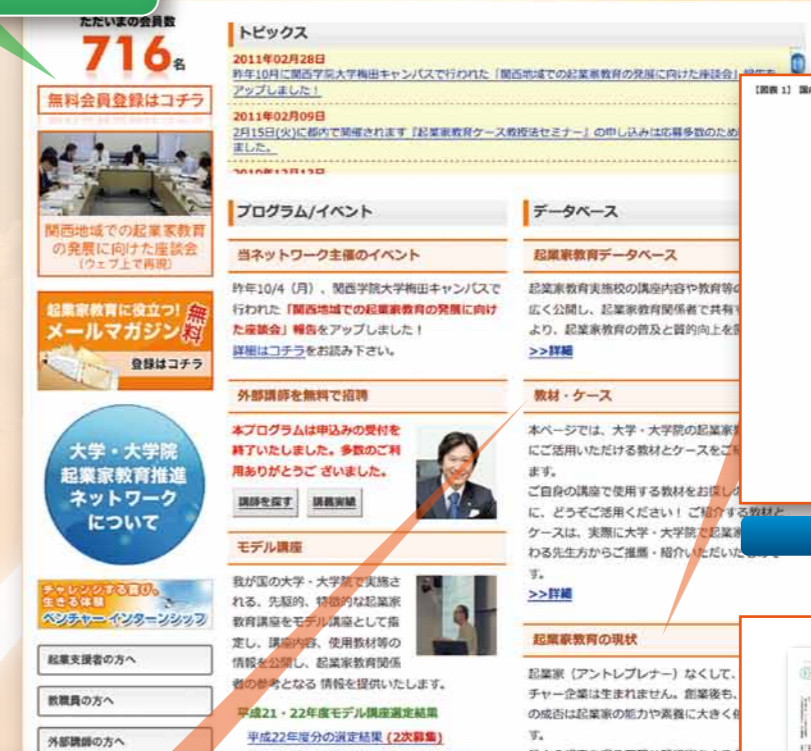 ただいまの会員数
716名
無料会員登録はコチラ
関西地域での起業家教育
の発展に向けた座談会
(ウェブ上で再現)
起業家教育に役立つ! 無料
メールマガジン
登録はコチラ
大学・大学院
起業家教育推進
ネットワーク
について
チャレンジする喜び。
生きる体験
ベンチャーインターンシップ
起業支援者の方へ
教職員の方へ
外部講師の方へ
トピックス
2011年02月28日
昨年10月に関西学院大学梅田キャンパスで行われた「関西地域での起業家教育の発展に向けた座談会」
アップしました!
2011年02月09日
2月15日(火)に都内で開催されます『起業家教育ケース教授法セミナー』の申し込みは応募多数のため
ました。
2010年12月13日
プログラム/イベント
当ネットワーク主催のイベント
昨年10/4(月)、関西学院大学梅田キャンパスで
行われた「関西地域での起業家教育の発展に向け
た座談会」報告をアップしました!
詳細はコチラをお読み下さい。
外部講師を無料で招聘
本プログラムは申込みの受付を
終了いたしました。多数のご利
用ありがとうご ざいました。
講師を探す 講義実績
モデル講座
我が国の大学・大学院で実施さ
れる、先駆的、特徴的な起業家
教育講座をモデル講座として指
定し、講座内容、使用教材等の
情報を公開し、起業家教育関係
者の参考となる 情報を提供いたします。
平成21・22年度モデル講座選定結果
平成22年度分の選定結果 (2次募集)
データベース
起業家教育データベース
起業家教育実施校の講座内容や教育等の
広く公開し、起業家教育関係者で共有
より、起業家教育の普及と質的向上を
>>詳細
教材・ケース
本ページでは、大学・大学院の起業家
にご活用いただける教材とケースをご
ます。
ご自身の講座で使用する教材をお探しの
に、どうぞご活用ください! ご紹介する教材と
ケースは、実際に大学・大学院で起業家
わる先生方からご推薦・紹介いただいた
す。
>>詳細
起業家教育の現状
起業家(アントレプレナー)なくして、
チャー企業は生まれません。創業後も、
の成否は起業家の能力や素養に大きく
す。
【図表 1】